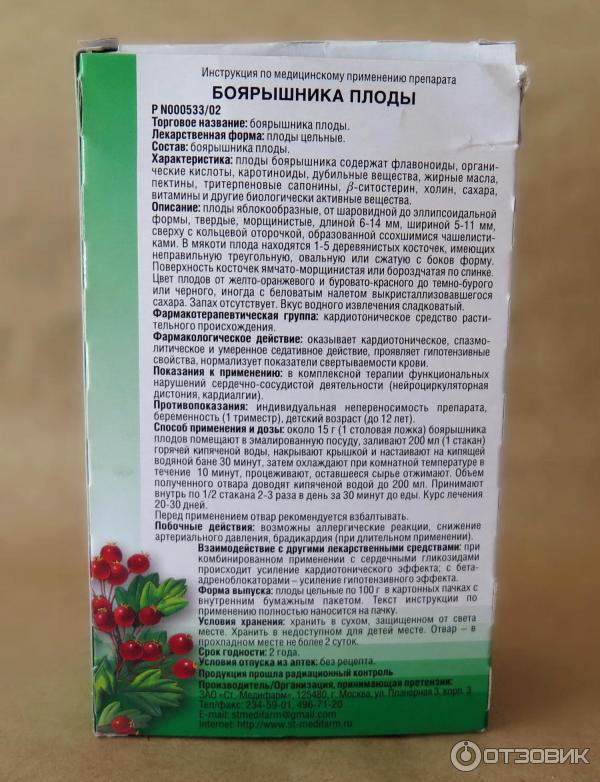 Инструкция по медицинскому применению препарата
БОЯРЫШНИКА ПЛОДЫ
Р N000533/02
Торговое название: боярышника плоды.
Лекарственная форма: плоды цельные.
Состав: боярышника плоды.
Характеристика: плоды боярышника содержат флавоноиды, органи-
ческие кислоты, каротиноиды, дубильные вещества, жирные масла,
пектины, тритерпеновые сапонины, β-ситостерин, холин, сахара,
витамины и другие биологически активные вещества.
Описание: плоды яблокообразные, от шаровидной до эллипсоидальной
формы, твердые, морщинистые, длиной 6-14 мм, шириной 5-11 мм,
сверху с кольцевой оторочкой, образованной ссохшимися чашелисти-
ками. В мякоти плода находятся 1-5 деревянистых косточек, имеющих
неправильную треугольную, овальную или сжатую с боков форму.
Поверхность косточек ямчато-морщинистая или бороздчатая по спинке.
Цвет плодов от желто-оранжевого и буровато-красного до темно-бурого
или черного, иногда с беловатым налетом выкристаллизовавшегося
сахара. Запах отсутствует. Вкус водного извлечения сладковатый.
Фармакотерапевтическая группа: кардиотоническое средство расти-
тельного происхождения.
Фармакологическое действие: оказывает кардиотоническое, спазмо-
литическое и умеренное седативное действие, проявляет гипотензивные
свойства, нормализует показатели свертываемости крови.
Показания к применению: в комплексной терапии функциональных
нарушений сердечно-сосудистой деятельности (нейроциркуляторная
дистония, кардиалгии).
Противопоказания: индивидуальная непереносимость препарата,
беременность (1 триместр), детский возраст (до 12 лет).
Способ применения и дозы: около 15 г (1 столовая ложка) боярышника
плодов помещают в эмалированную посуду, заливают 200 мл (1 стакан)
горячей кипяченой воды, накрывают крышкой и настаивают на кипящей
водяной бане 30 минут, затем охлаждают при комнатной температуре в
течение 10 минут, процеживают, оставшееся сырье отжимают. Объем
полученного отвара доводят кипяченой водой до 200 мл. Принимают
внутрь по 1/2 стакана 2-3 раза в день за 30 минут до еды. Курс лечения
20-30 дней.
Перед применением отвар рекомендуется взбалтывать.
Побочные действия: возможны аллергические реакции, снижение
артериального давления, брадикардия (при длительном применении).
Взаимодействие с другими лекарственными средствами: при
комбинированном применении с сердечными гликозидами
происходит усиление кардиотонического эффекта; с бета-
адреноблокаторами – усиление гипотензивного эффекта.
Форма выпуска: плоды цельные по 100 г в картонных пачках с
внутренним бумажным пакетом. Текст инструкции по
применению полностью наносится на пачку.
Условия хранения: хранить в сухом, защищенном от света
месте. Хранить в недоступном для детей месте. Отвар – в
прохладном месте не более 2 суток.
Срок годности: 2 года.
Условия отпуска из аптек: без рецепта.
Продукция прошла радиационный контроль
Производитель/Организация, принимающая претензии:
ЗАО «Ст.-Медифарм», 125480, г. Москва, ул. Планерная 3, корп. 3
Тел/факс: 234-59-01, 496-71-20
E-mail: stmedifarm@gmail.com
Internet: http://www.st-medifarm.ru
ОТЗОВИК